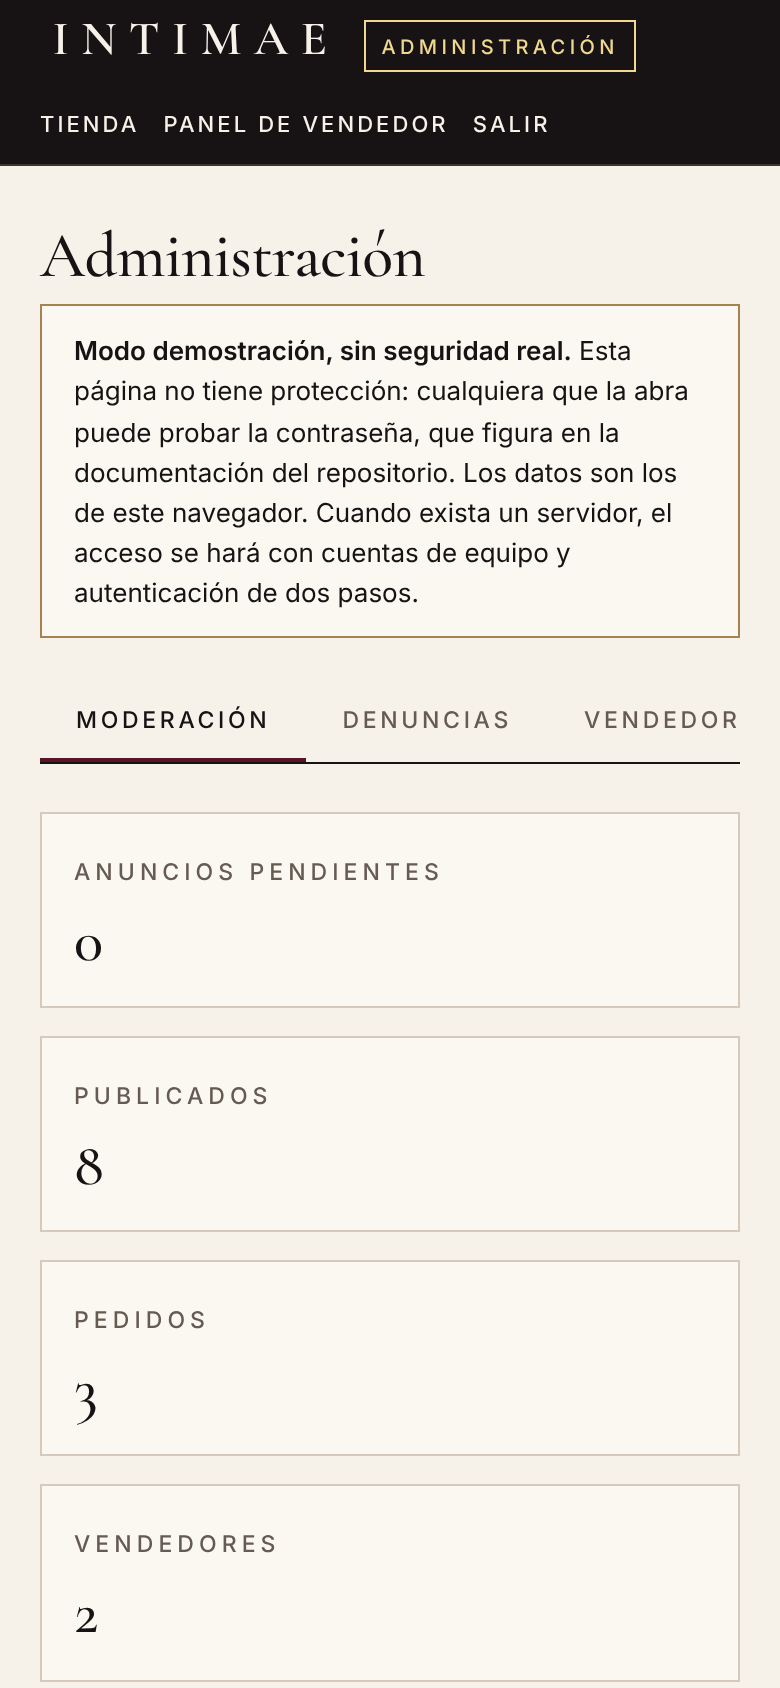 INTIMAE
ADMINISTRACIÓN
TIENDA PANEL DE VENDEDOR SALIR
Administración
Modo demostración, sin seguridad real. Esta
página no tiene protección: cualquiera que la abra
puede probar la contraseña, que figura en la
documentación del repositorio. Los datos son los
de este navegador. Cuando exista un servidor, el
acceso se hará con cuentas de equipo y
autenticación de dos pasos.
MODERACIÓN DENUNCIAS VENDEDOR
ANUNCIOS PENDIENTES
0
PUBLICADOS
8
PEDIDOS
3
VENDEDORES
2